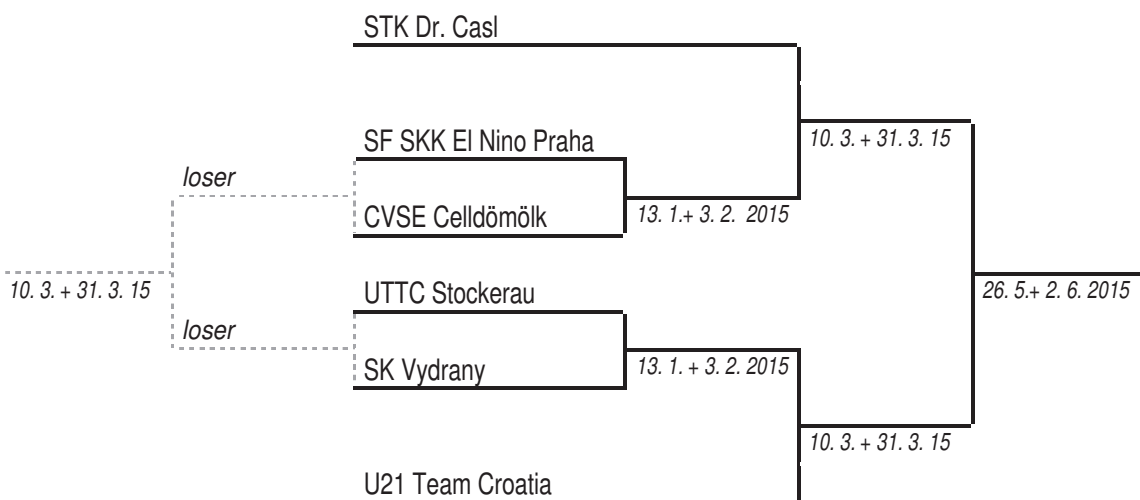 STK Dr. Casl
SF SKK El Nino Praha
10. 3. + 31. 3. 15
loser
CVSE Celldömölk
13. 1.+ 3. 2. 2015
10. 3. + 31. 3. 15
UTTC Stockerau
26. 5.+ 2. 6. 2015
loser
SK Vydrany
13. 1. + 3. 2. 2015
10. 3. + 31. 3. 15
U21 Team Croatia